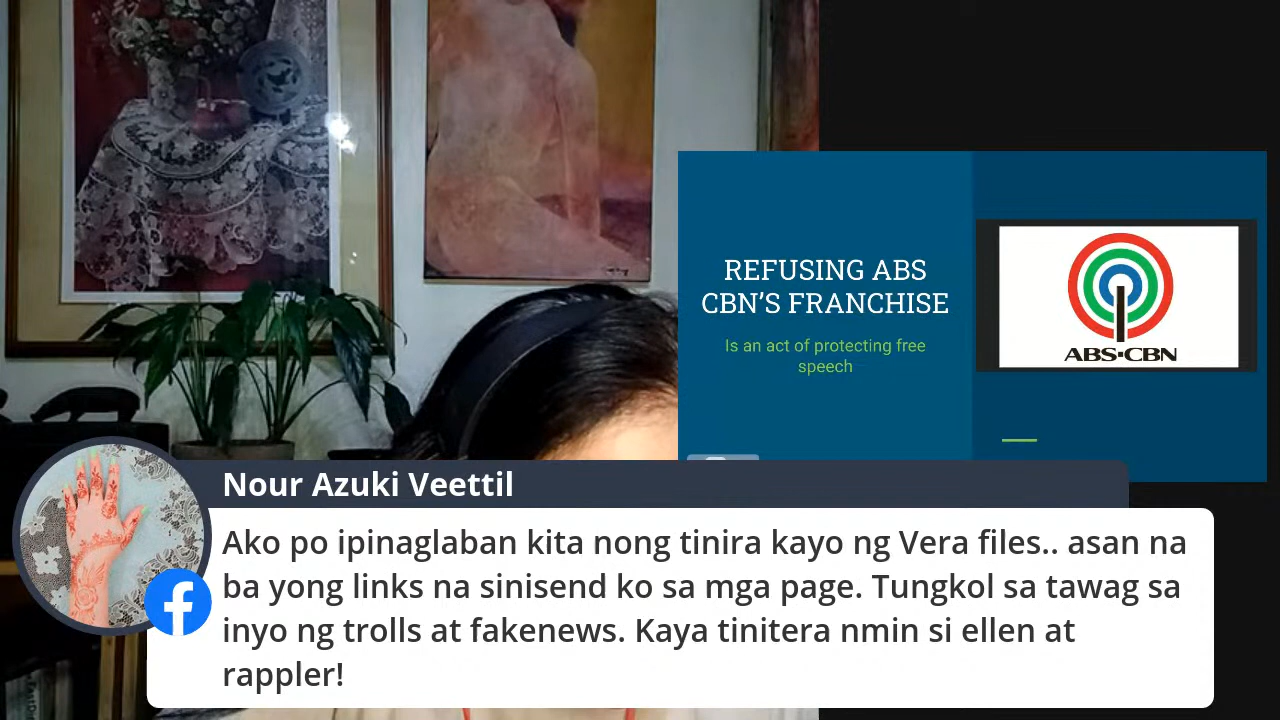 REFUSING ABS
CBN'S FRANCHISE
Is an act of protecting free
speech
ABS-CBN
Nour Azuki Veettil
Ako po ipinaglaban kita nong tinira kayo ng Vera files.. asan na
ba yong links na sinisend ko sa mga page. Tungkol sa tawag sa
inyo ng trolls at fakenews. Kaya tinitera nmin si ellen at
rappler!